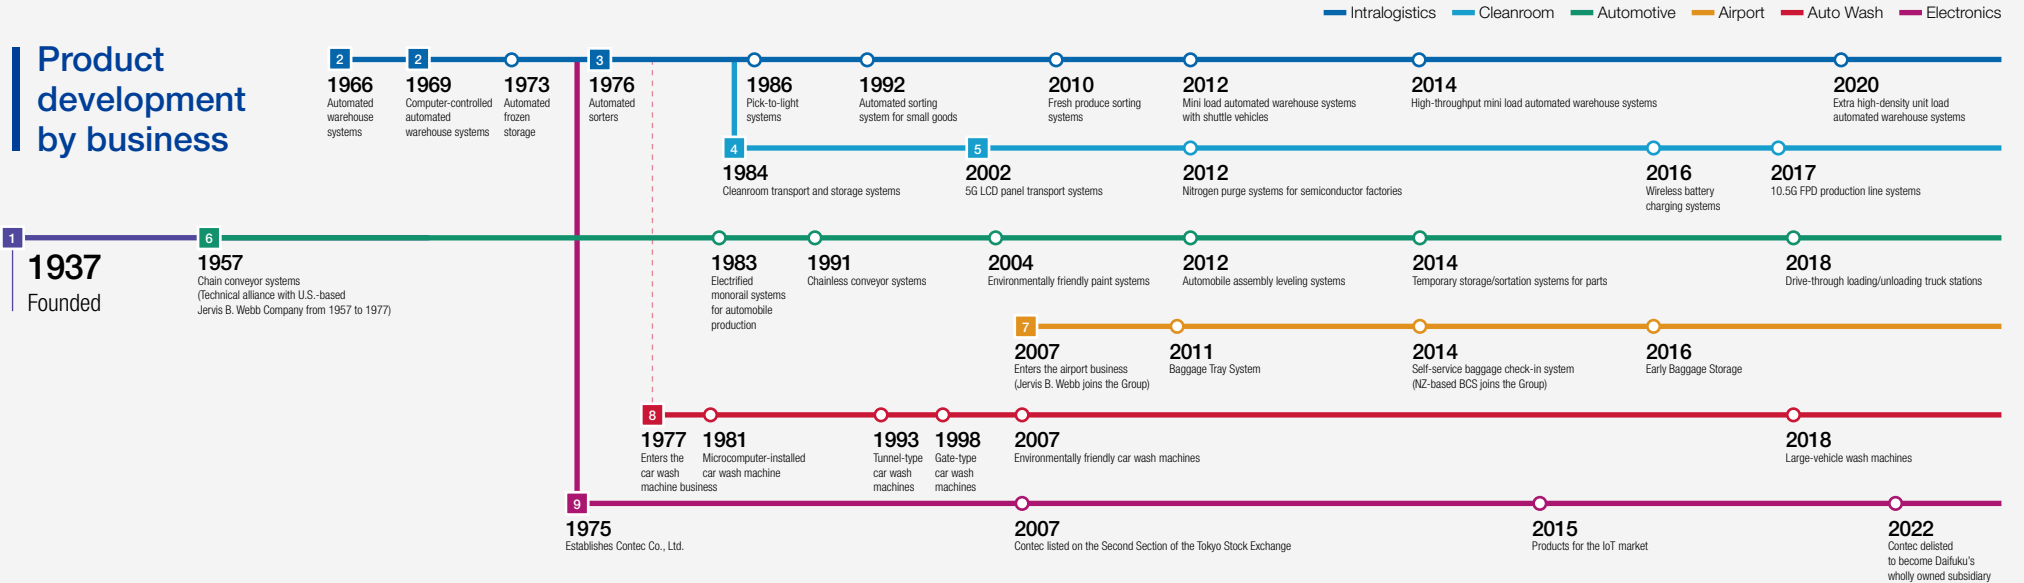 Intralogistics Cleanroom Automotive Airport Auto Wash Electronics
Product
development
by business
2
1966
Automated
warehouse
systems
2
1969
Computer-controlled
automated
warehouse systems
1973
Automated
frozen
storage
3
1976
Automated
sorters
1986
Pick-to-light
systems
1992
Automated sorting
system for small goods
2010
Fresh produce sorting
systems
2012
Mini load automated warehouse systems
with shuttle vehicles
2014
High-throughput mini load automated warehouse systems
2020
Extra high-density unit load
automated warehouse systems
4
1984
Cleanroom transport and storage systems
5
2002
5G LCD panel transport systems
2012
Nitrogen purge systems for semiconductor factories
2016
Wireless battery
charging systems
2017
10.5G FPD production line systems
1
1937
Founded
6
1957
Chain conveyor systems
(Technical alliance with U.S.-based
Jervis B. Webb Company from 1957 to 1977)
1983
Electrified
monorail systems
for automobile
production
1991
Chainless conveyor systems
2004
Environmentally friendly paint systems
2012
Automobile assembly leveling systems
2014
Temporary storage/sortation systems for parts
2018
Drive-through loading/unloading truck stations
7
2007
Enters the airport business
(Jervis B. Webb joins the Group)
2011
Baggage Tray System
2014
Self-service baggage check-in system
(NZ-based BCS joins the Group)
2016
Early Baggage Storage
8
1977
Enters the
car wash
machine business
1981
Microcomputer-installed
car wash machine
1993
Tunnel-type
car wash
machines
1998
Gate-type
car wash
machines
2007
Environmentally friendly car wash machines
2018
Large-vehicle wash machines
9
1975
Establishes Contec Co., Ltd.
2007
Contec listed on the Second Section of the Tokyo Stock Exchange
2015
Products for the IoT market
2022
Contec delisted
to become Daifuku's
wholly owned subsidiary